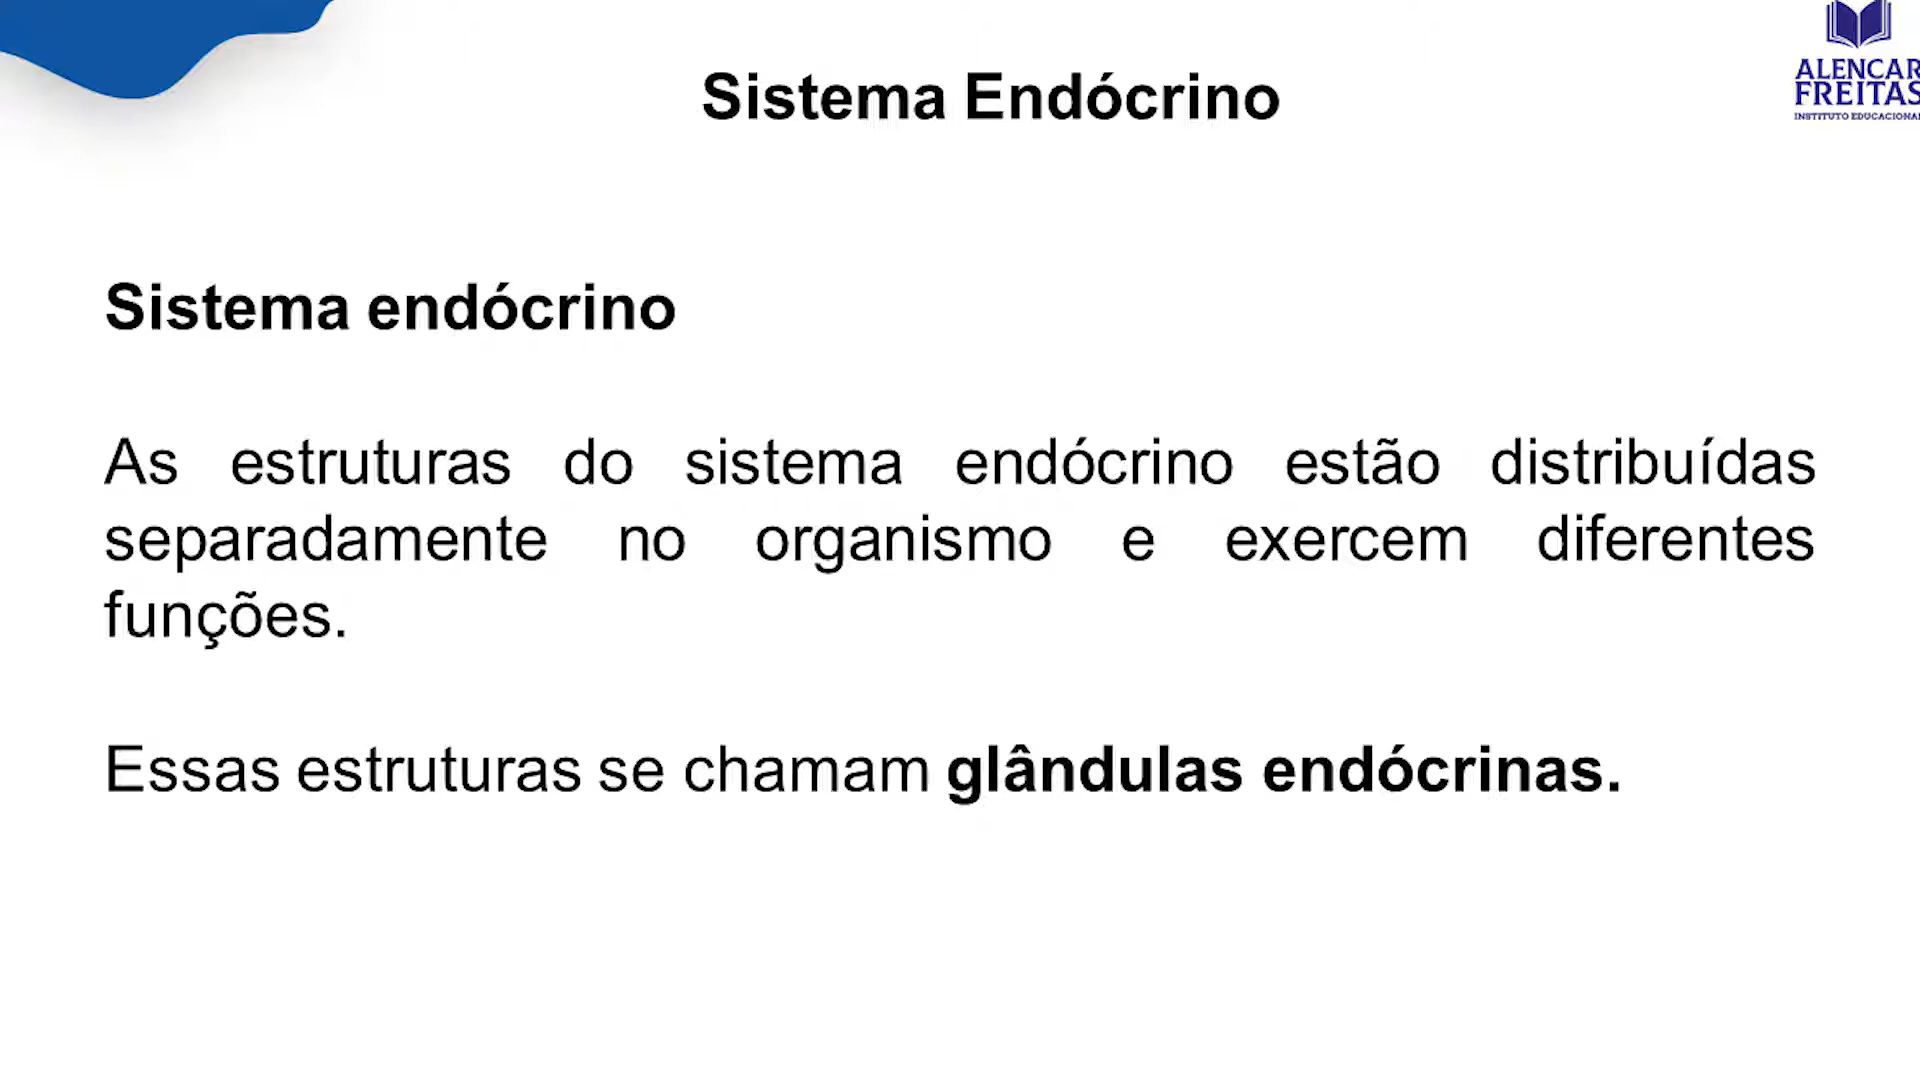 ALENCAR
FREITAS
INSTITUTO EDUCACIONAL
Sistema Endócrino
Sistema endócrino
As estruturas do sistema endócrino estão distribuídas
separadamente no organismo e exercem diferentes
funções.
Essas estruturas se chamam glândulas endócrinas.